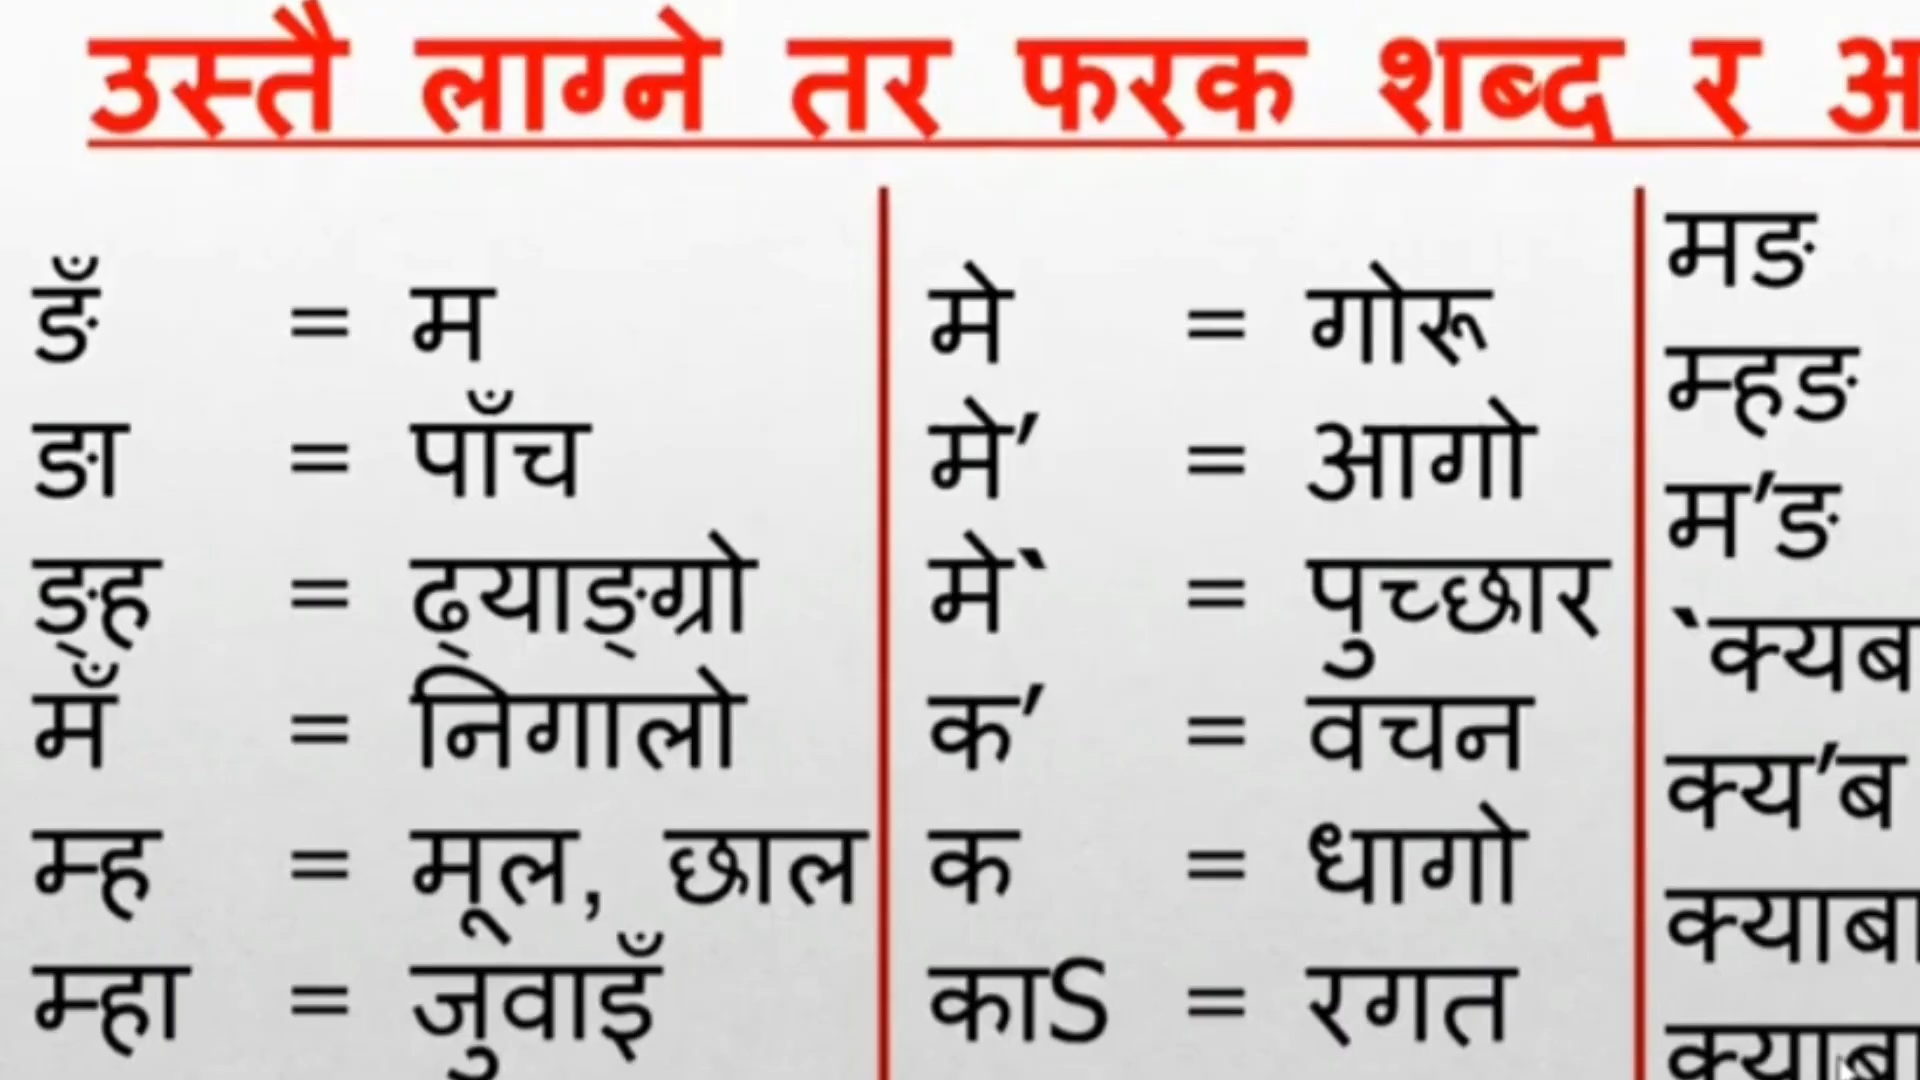 उस्तै लाग्ने तर फरक शब्द र
ङँ = म
ङा = पाँच
ङ्ह = ढ्याङ्ग्रो
मँ = निगालो
म्ह = मूल, छाल
म्हा = जुवाइँ
मे = गोरू
मे’ = आगो
मे` = पुच्छार
क’ = वचन
क = धागो
काS = रगत
मङ
म्हङ
म’ङ
`क्यब
क्य’ब
क्याबा